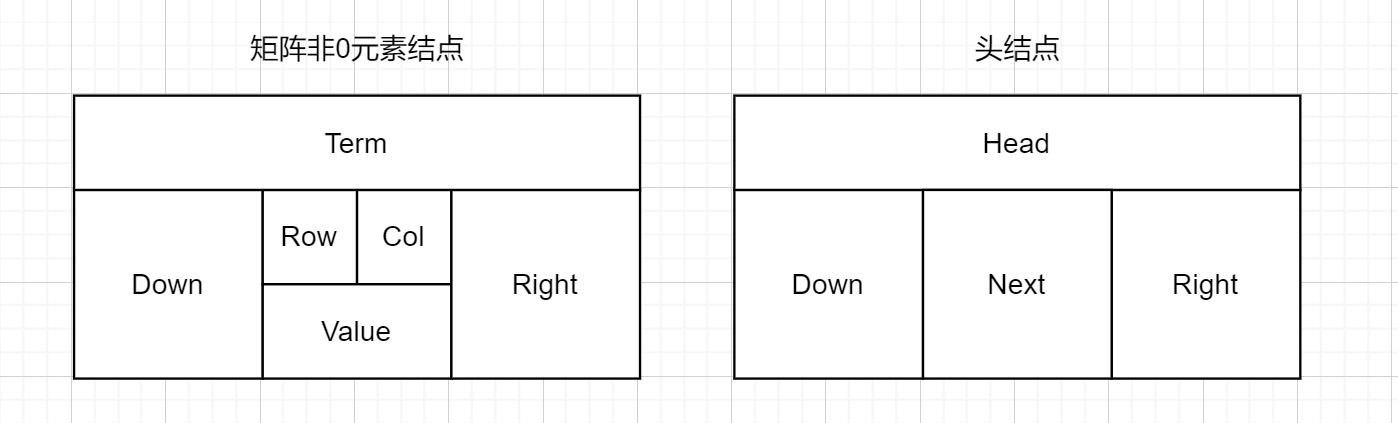 矩阵非0元素结点
头结点
Term
Head
Down
Row
Col
Value
Right
Down
Next
Right